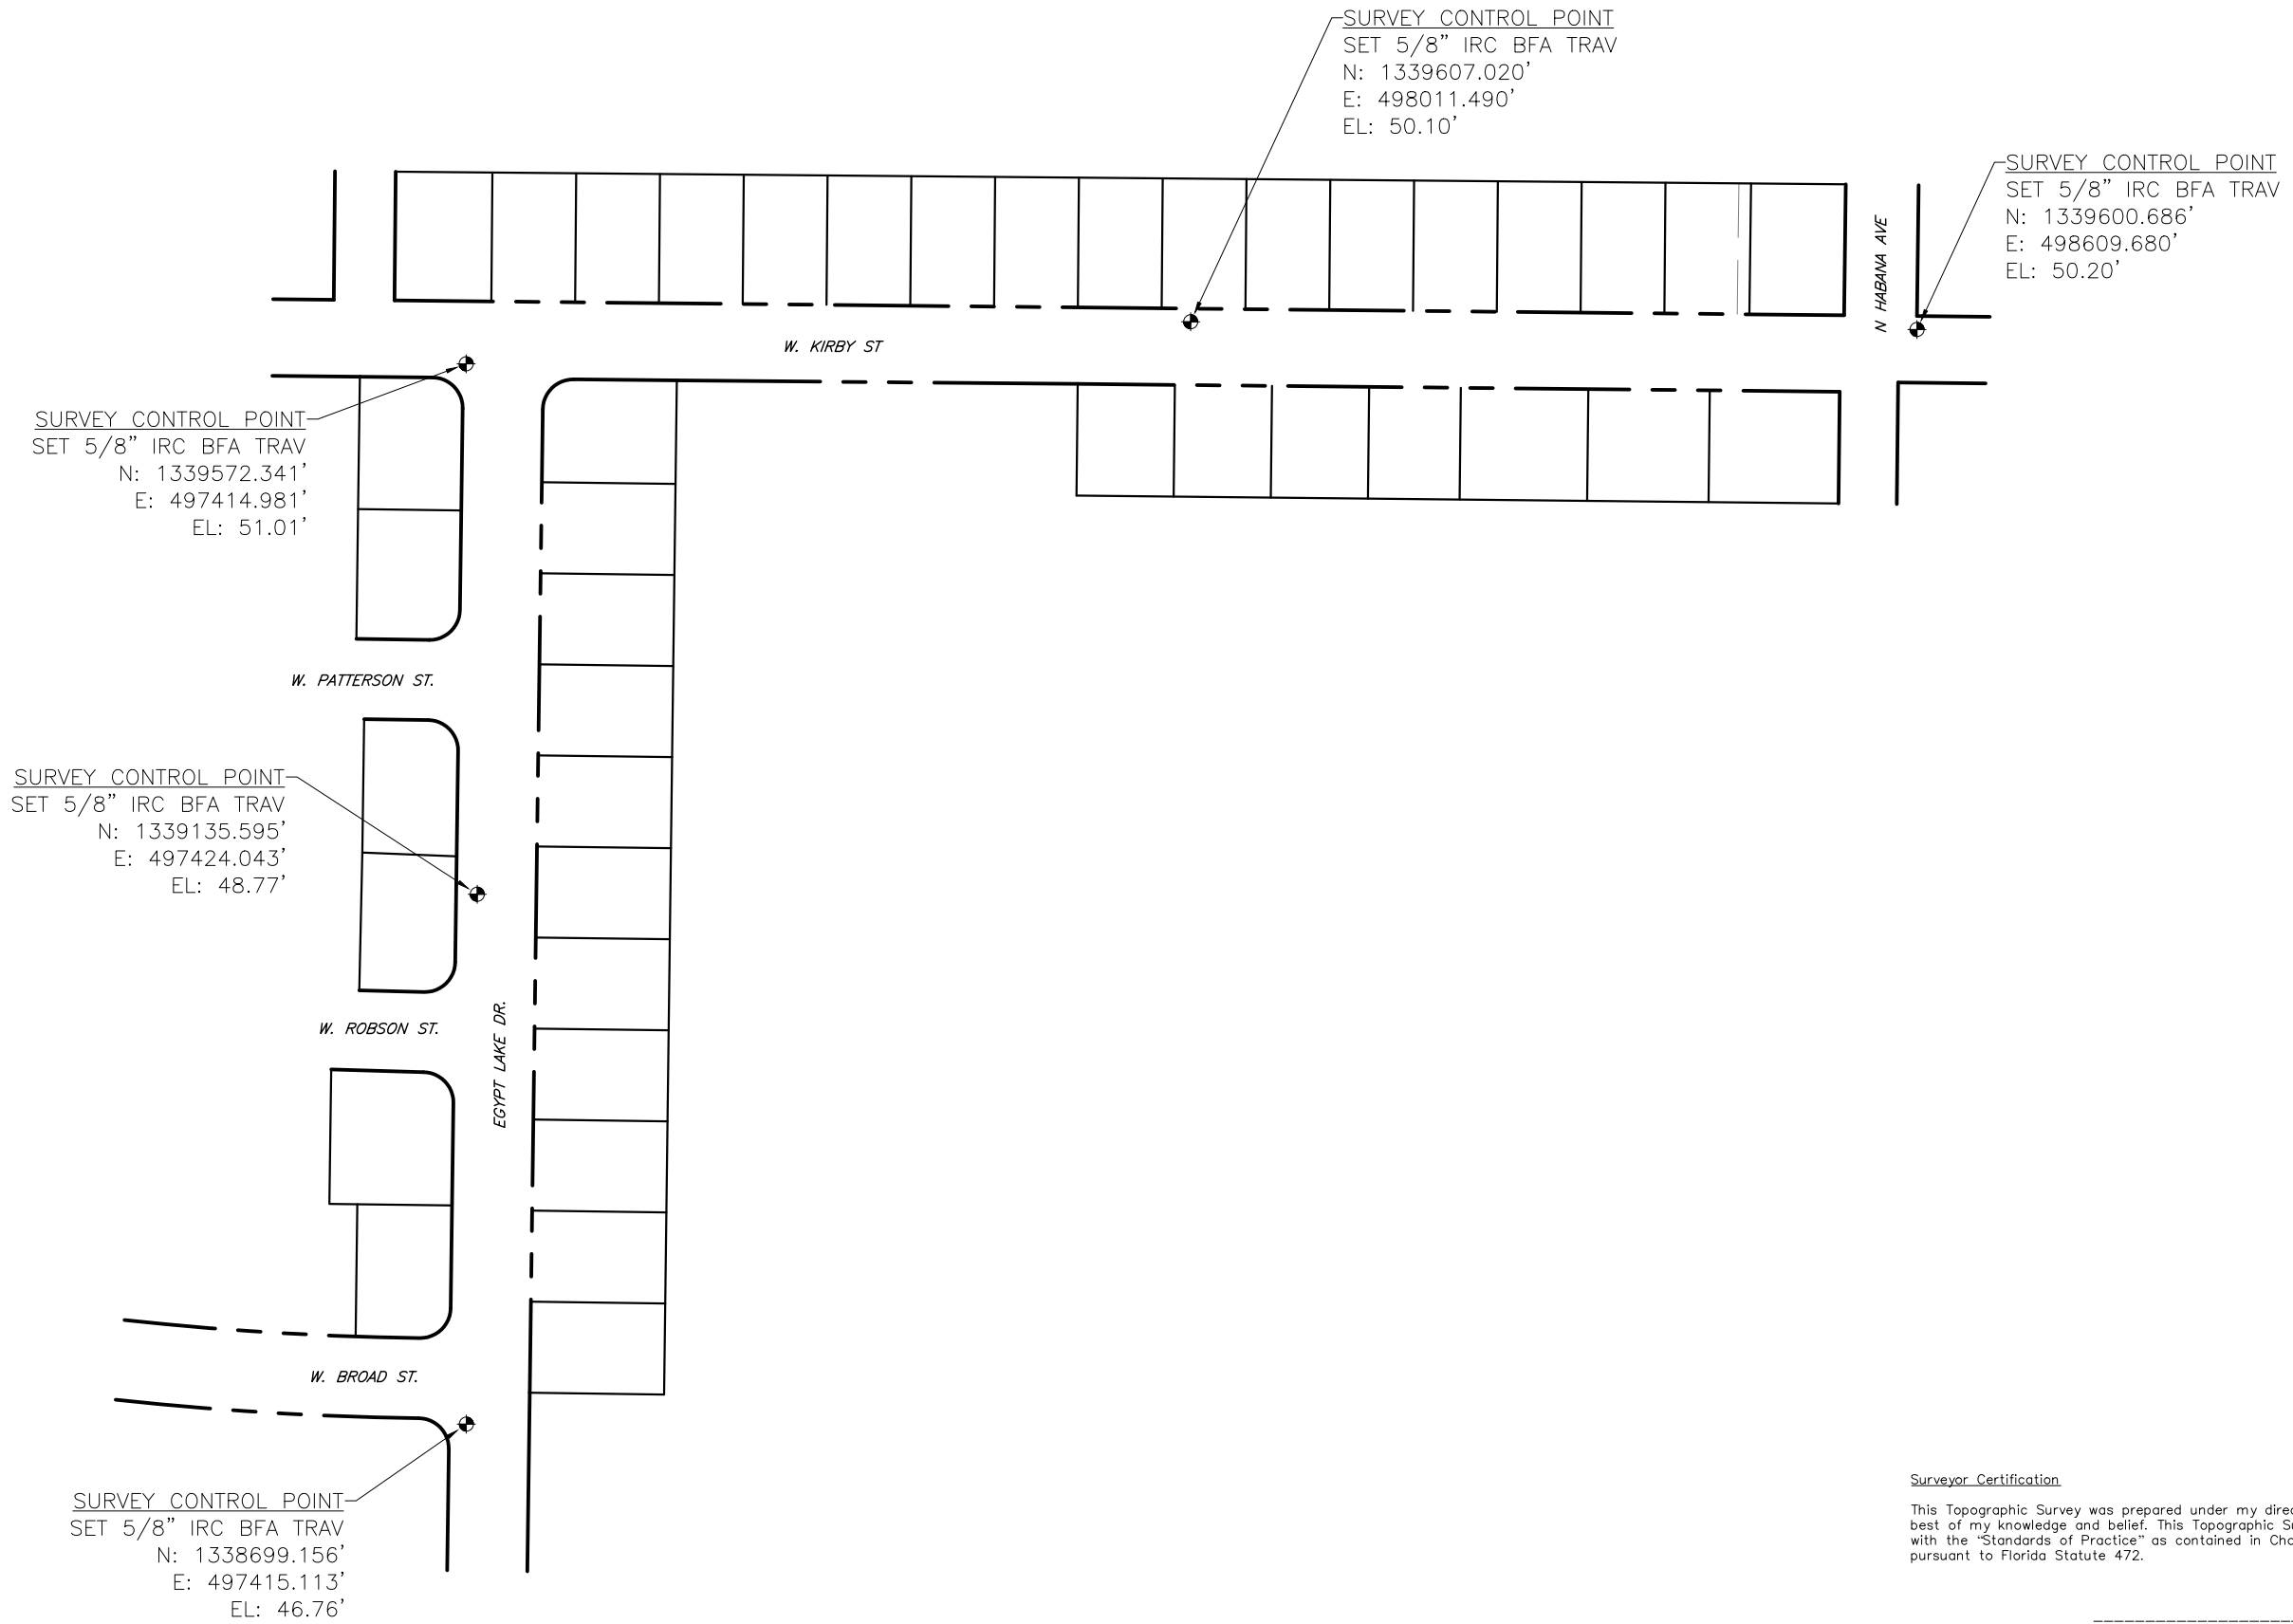 SURVEY CONTROL POINT
SET 5/8" IRC BFA TRAV
N: 1339607.020'
E: 498011.490'
EL: 50.10'
SURVEY CONTROL POINT
SET 5/8" IRC BFA TRAV
N: 1339600.686'
E: 498609.680'
EL: 50.20'
N HABANA AVE
W. KIRBY ST
SURVEY CONTROL POINT
SET 5/8" IRC BFA TRAV
N: 1339572.341'
E: 497414.981'
EL: 51.01'
W. PATTERSON ST.
SURVEY CONTROL POINT
SET 5/8" IRC BFA TRAV
N: 1339135.595'
E: 497424.043'
EL: 48.77'
W. ROBSON ST.
EGYPT LAKE DR.
W. BROAD ST.
SURVEY CONTROL POINT
SET 5/8" IRC BFA TRAV
N: 1338699.156'
E: 497415.113'
EL: 46.76'
Surveyor Certification
This Topographic Survey was prepared under my
best of my knowledge and belief. This Topographic
with the "Standards of Practice" as contained in
pursuant to Florida Statute 472.